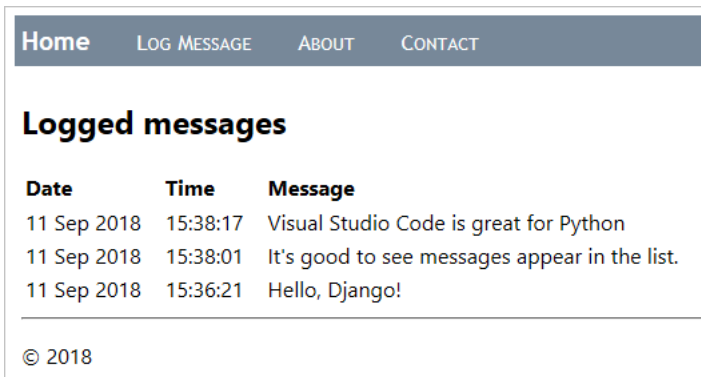 Home Log Message About Contact
Logged messages
Date Time Message
11 Sep 2018 15:38:17 Visual Studio Code is great for Python
11 Sep 2018 15:38:01 It's good to see messages appear in the list.
11 Sep 2018 15:36:21 Hello, Django!
© 2018